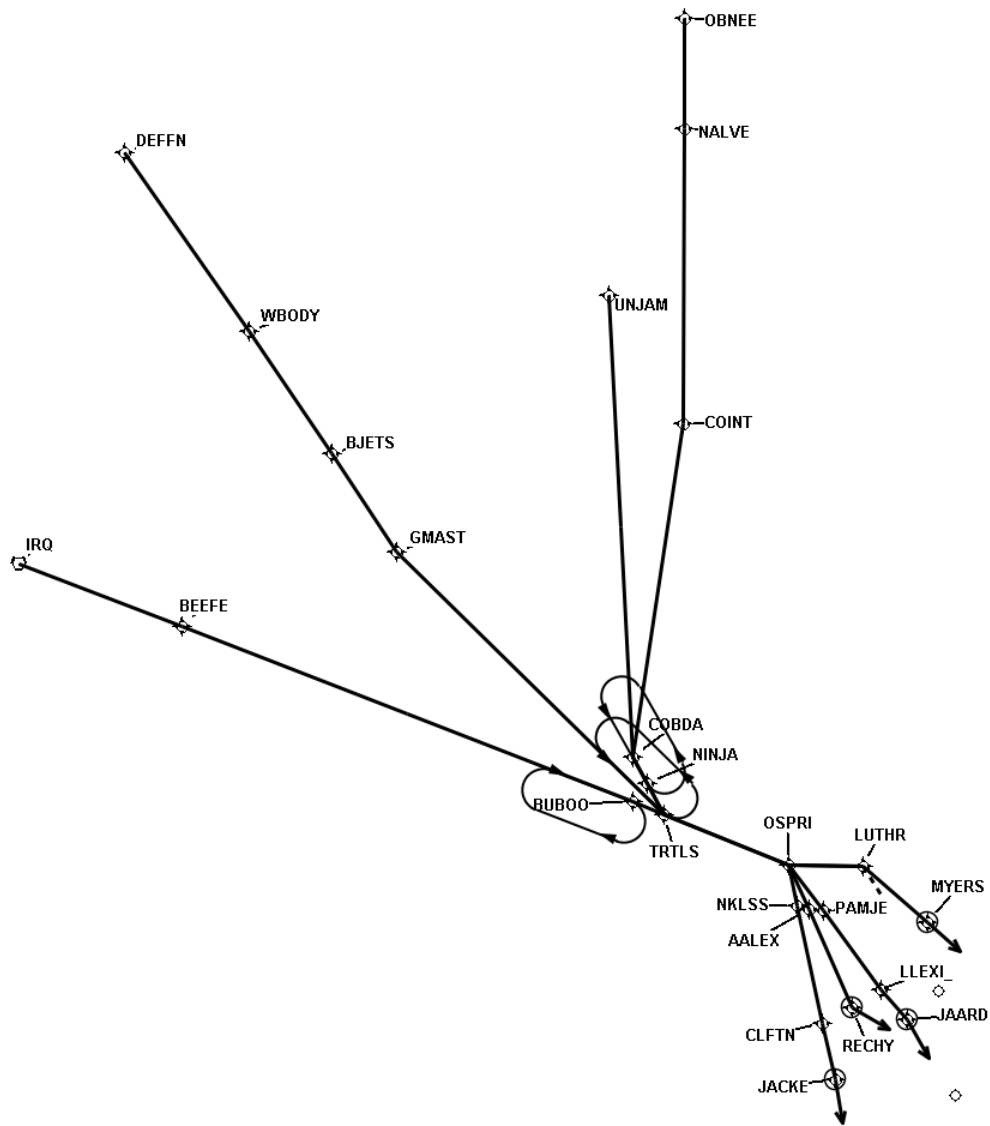 OBNEE
NALVE
DEFFN
UNJAM
WBODY
COINT
BJETS
GMAST
IRQ
BEEFE
COBDA
NINJA
BUBOO
TRTLS
OSPRI
LUTHR
MYERS
NKLSS
PAMJE
AALEX
LLEXI_
JAARD
CLFTN
RECHY
JACKE